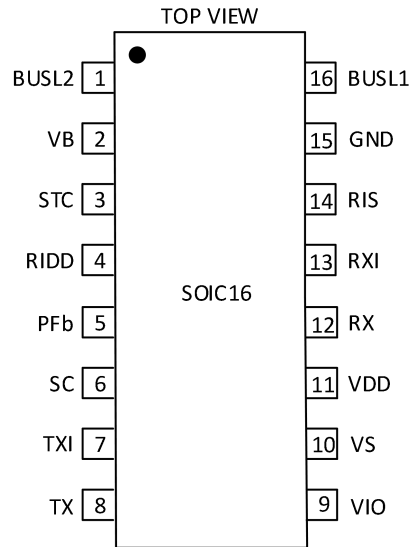 TOP VIEW
BUSL2 1 16 BUSL1
VB 2 15 GND
STC 3 14 RIS
RIDD 4 13 RXI
SOIC16
PFb 5 12 RX
SC 6 11 VDD
TXI 7 10 VS
TX 8 9 VIO